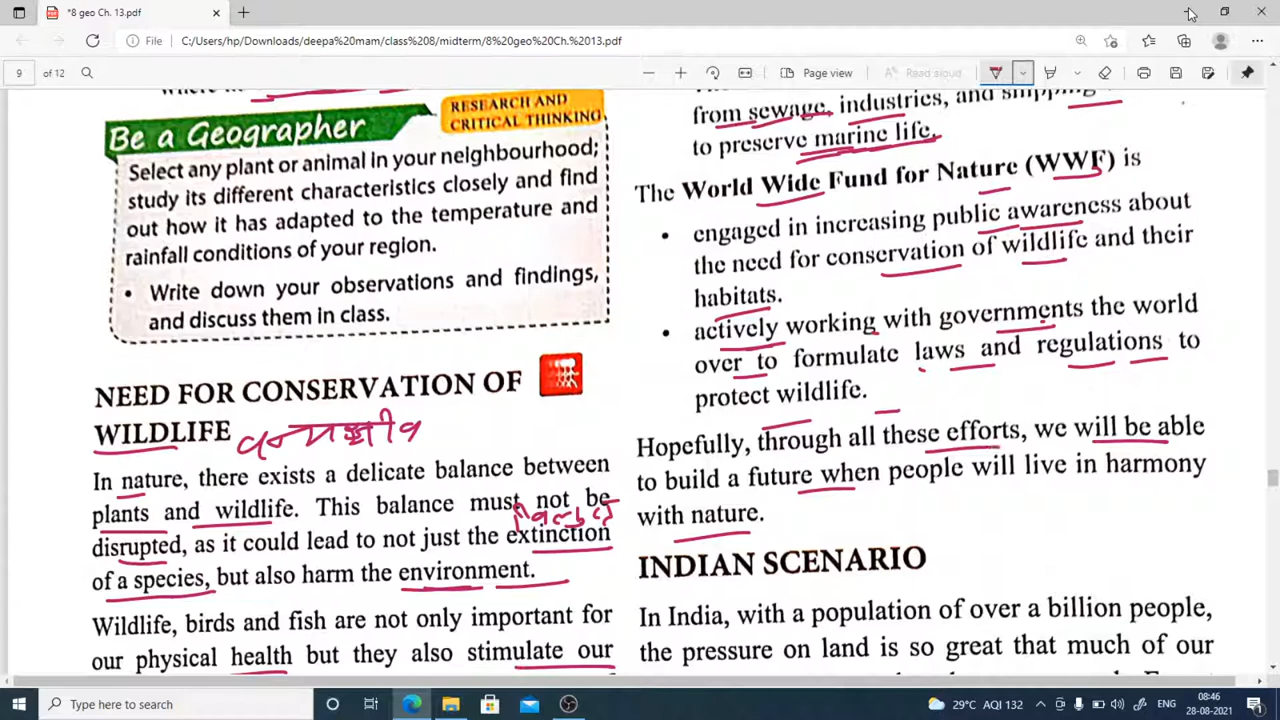 *8 geo Ch. 13.pdf
File
C:/Users/hp/Downloads/deepa%20mam/class%208/midterm/8%20geo%20Ch.%2013.pdf
9 of 12
Page view
Read aloud
RESEARCH AND
CRITICAL THINKING
Be a Geographer
Select any plant or animal in your neighbourhood;
study its different characteristics closely and find
out how it has adapted to the temperature and
rainfall conditions of your region.
• Write down your observations and findings,
and discuss them in class.
NEED FOR CONSERVATION OF
WILDLIFE
In nature, there exists a delicate balance between
plants and wildlife. This balance must not be
disrupted, as it could lead to not just the extinction
of a species, but also harm the environment.
Wildlife, birds and fish are not only important for
our physical health but they also stimulate our
from sewage, industries, and shipping
to preserve marine life.
The World Wide Fund for Nature (WWF) is
• engaged in increasing public awareness about
the need for conservation of wildlife and their
habitats.
• actively working with governments the world
over to formulate laws and regulations to
protect wildlife.
Hopefully, through all these efforts, we will be able
to build a future when people will live in harmony
with nature.
INDIAN SCENARIO
In India, with a population of over a billion people,
the pressure on land is so great that much of our
Type here to search
29°C AQI 132
ENG
08:46
28-08-2021